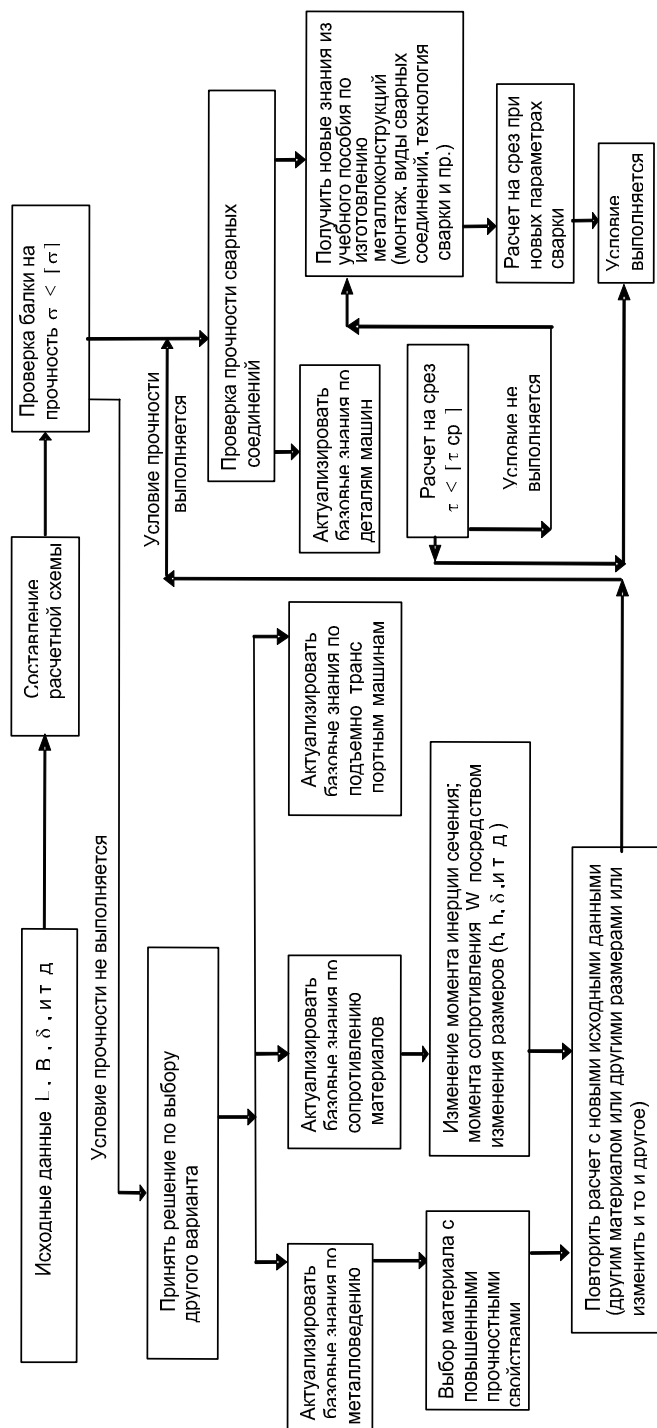 Исходные данные L, B, δ, и т д
Составление
расчетной схемы
Проверка балки на
прочность σ < [σ]
Условие прочности не выполняется
Условие прочности
выполняется
Принять решение по выбору
другого варианта
Проверка прочности сварных
соединений
Актуализировать
базовые знания по
металловедению
Актуализировать
базовые знания по
сопротивлению
материалов
Актуализировать
базовые знания по
подъемно транс
портным машинам
Актуализировать
базовые знания по
деталям машин
Получить новые знания из
учебного пособия по
изготовлению
металлоконструкций
(монтаж, виды сварных
соединений, технология
сварки и пр.)
Выбор материала с
повышенными
прочностными
свойствами
Изменение момента инерции сечения;
момента сопротивления W посредством
изменения размеров (b, h, δ, и т д )
Расчет на срез
τ < [τ ср ]
Условие не
выполняется
Расчет на срез при
новых параметрах
сварки
Повторить расчет с новыми исходными данными
(другим материалом или другими размерами или
изменить и то и другое)
Условие
выполняется